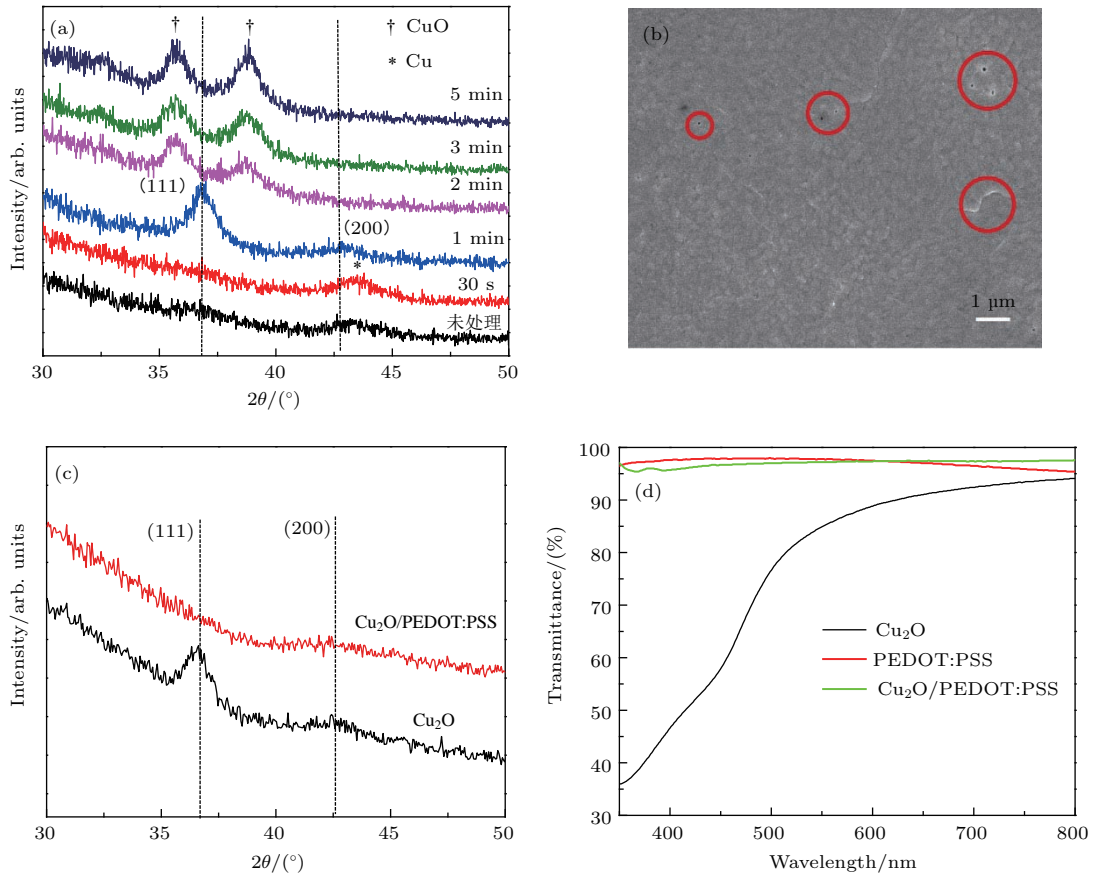 (a)
† † † CuO
* Cu
5 min
3 min
2 min
(111)
1 min
(200)
*
30 s
未处理
Intensity/arb. units
30 35 40 45 50
2θ/(°)
(b)
1 µm
(c)
(111)
(200)
Cu₂O/PEDOT:PSS
Cu₂O
Intensity/arb. units
30 35 40 45 50
2θ/(°)
100
90
80
70
60
50
40
30
(d)
Cu₂O
PEDOT:PSS
Cu₂O/PEDOT:PSS
Transmittance/(%)
400 500 600 700 800
Wavelength/nm